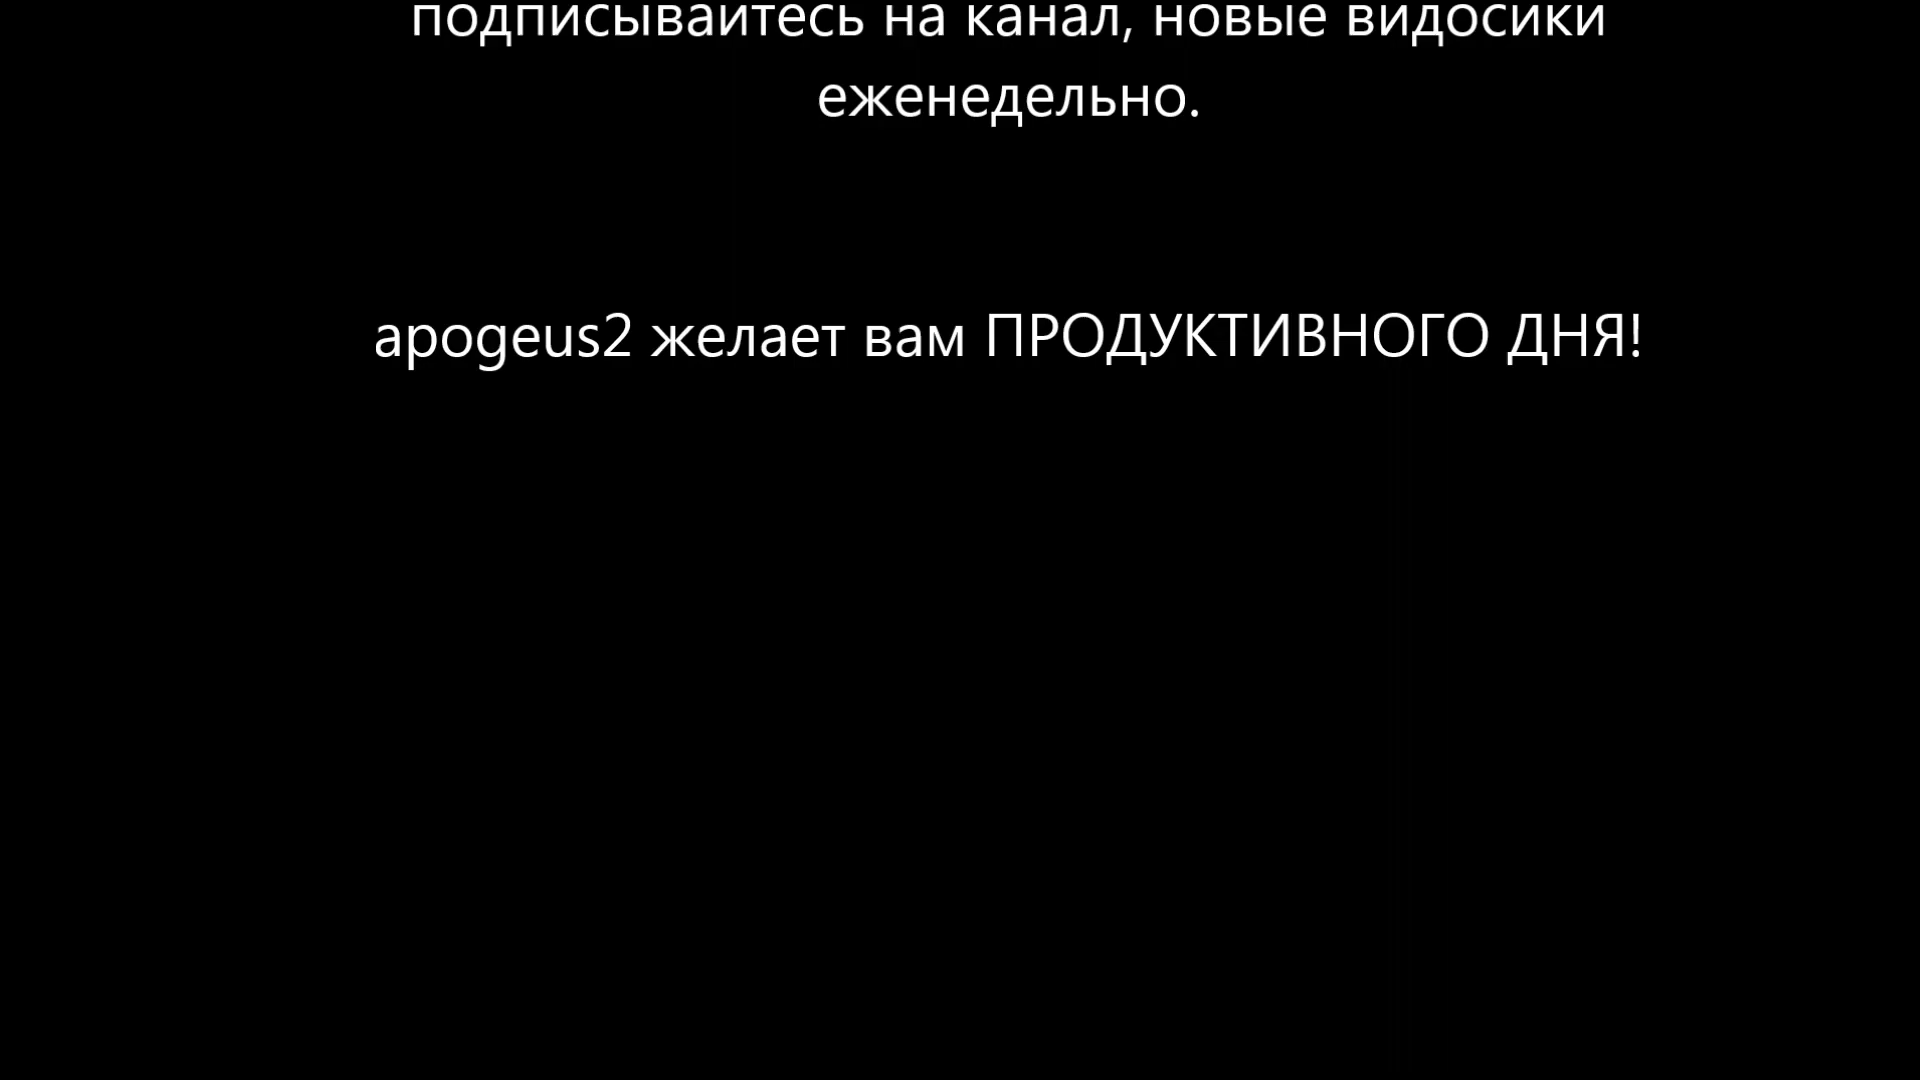 подписывайтесь на канал, новые видосики
еженедельно.
apogeus2 желает вам ПРОДУКТИВНОГО ДНЯ!